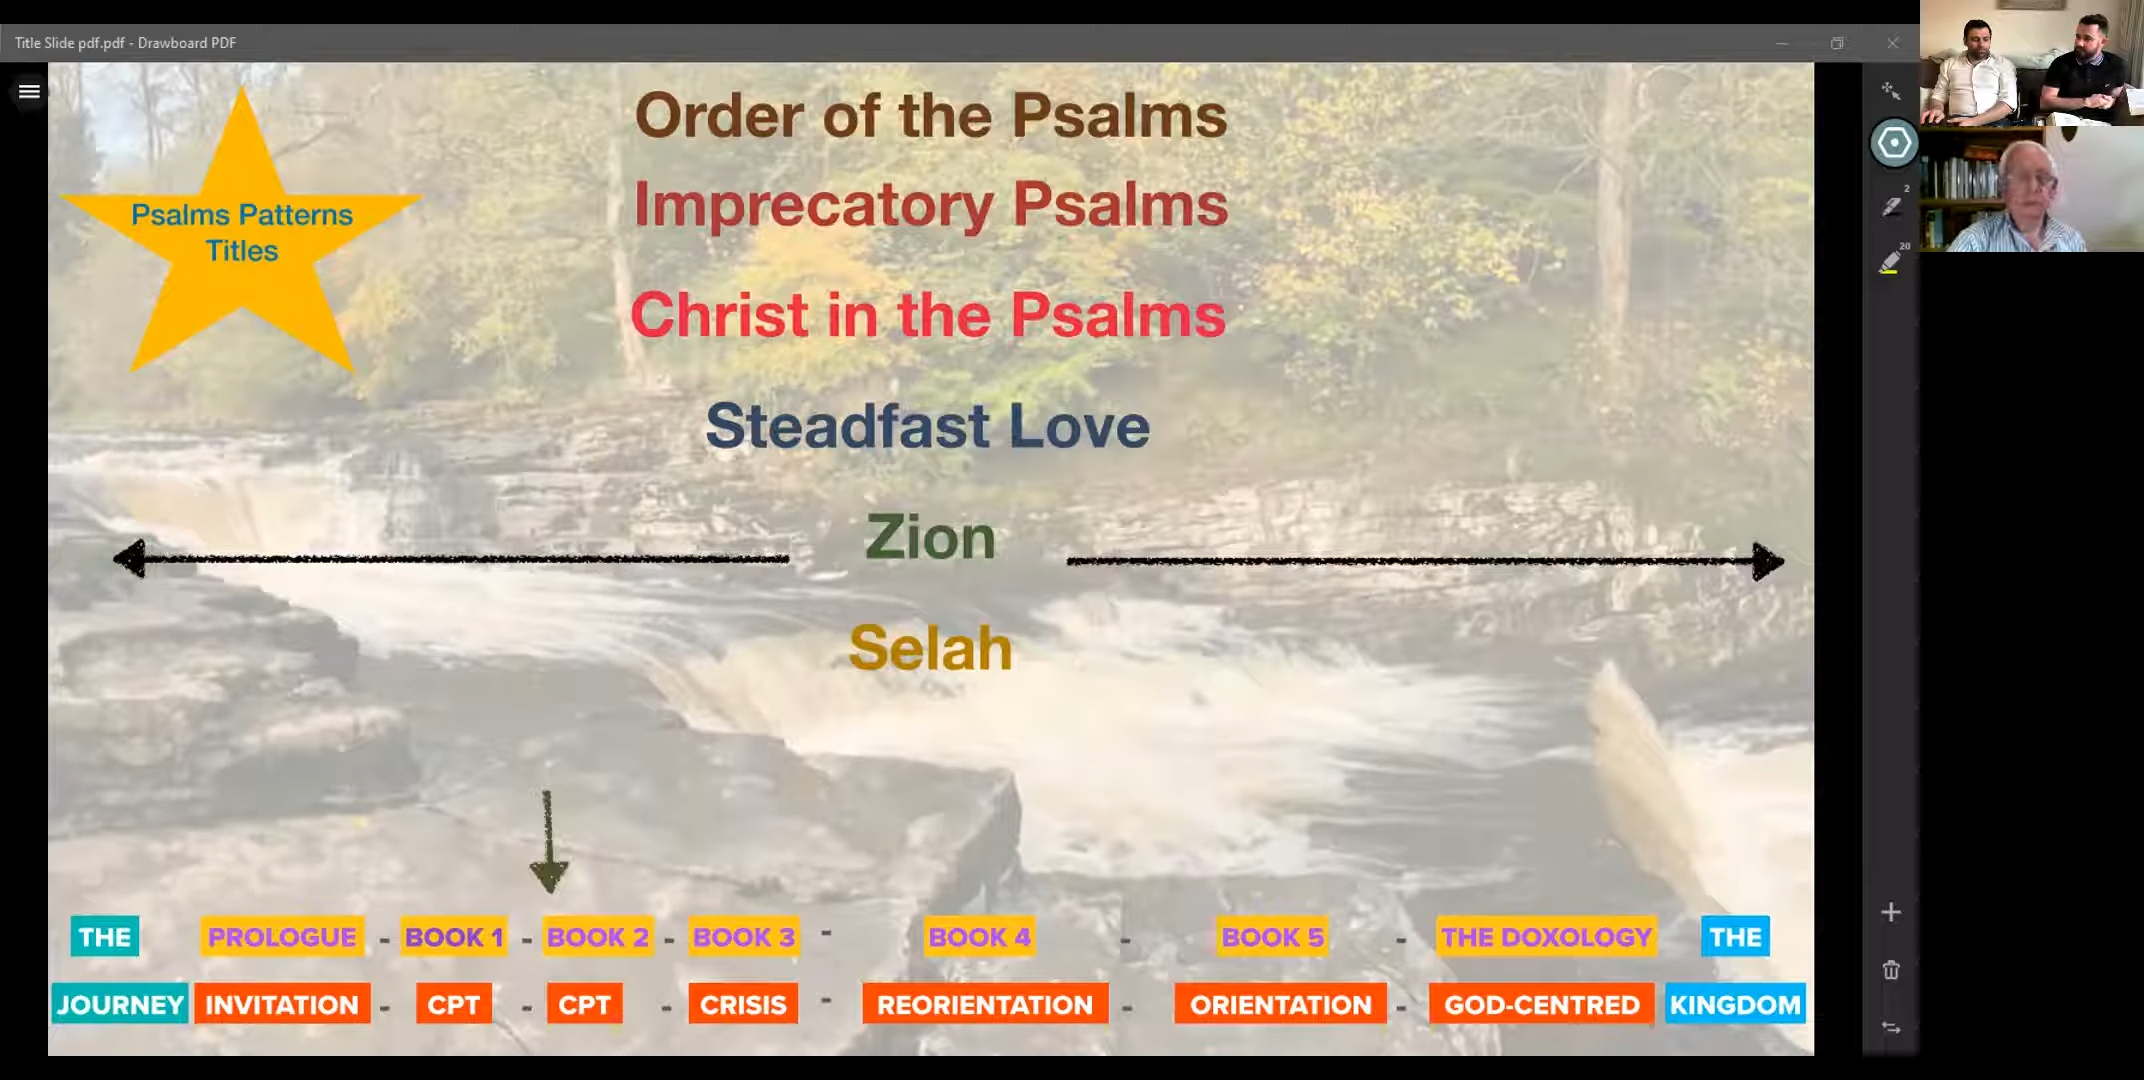 Title Slide pdf.pdf - Drawboard PDF
Order of the Psalms
Psalms Patterns
Titles
Imprecatory Psalms
Christ in the Psalms
Steadfast Love
Zion
Selah
2
20
THE PROLOGUE - BOOK 1 - BOOK 2 - BOOK 3 - BOOK 4 - BOOK 5 - THE DOXOLOGY THE
JOURNEY INVITATION - CPT - CPT - CRISIS - REORIENTATION - ORIENTATION - GOD-CENTRED KINGDOM